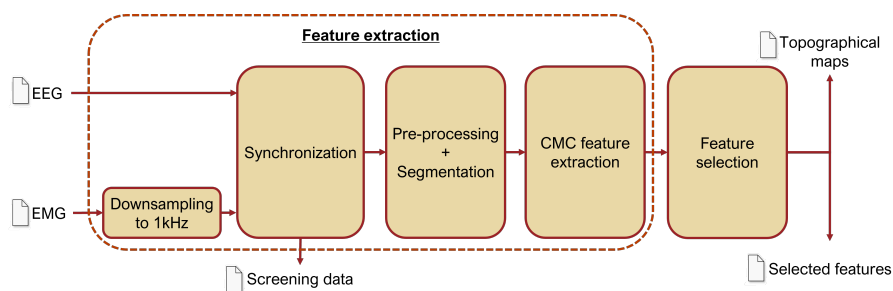 Feature extraction
Topographical
maps
EEG
Synchronization
Pre-processing
+
Segmentation
CMC feature
extraction
Feature
selection
EMG
Downsampling
to 1kHz
Screening data
Selected features